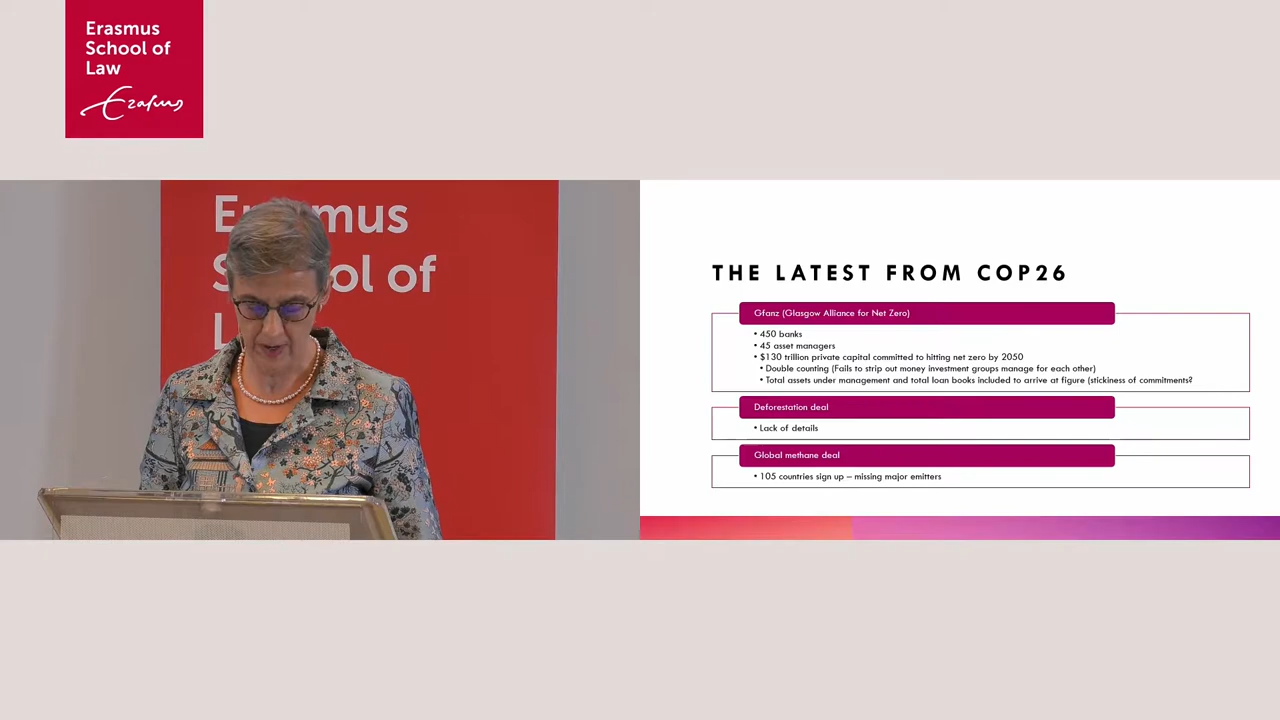 Erasmus
School of
Law
Erasmus
E mus
S ol of
L
THE LATEST FROM COP26
Gfanz (Glasgow Alliance for Net Zero)
• 450 banks
• 45 asset managers
• $130 trillion private capital committed to hitting net zero by 2050
• Double counting (Fails to strip out money investment groups manage for each other)
• Total assets under management and total loan books included to arrive at figure (stickiness of commitments?
Deforestation deal
• Lack of details
Global methane deal
• 105 countries sign up – missing major emitters